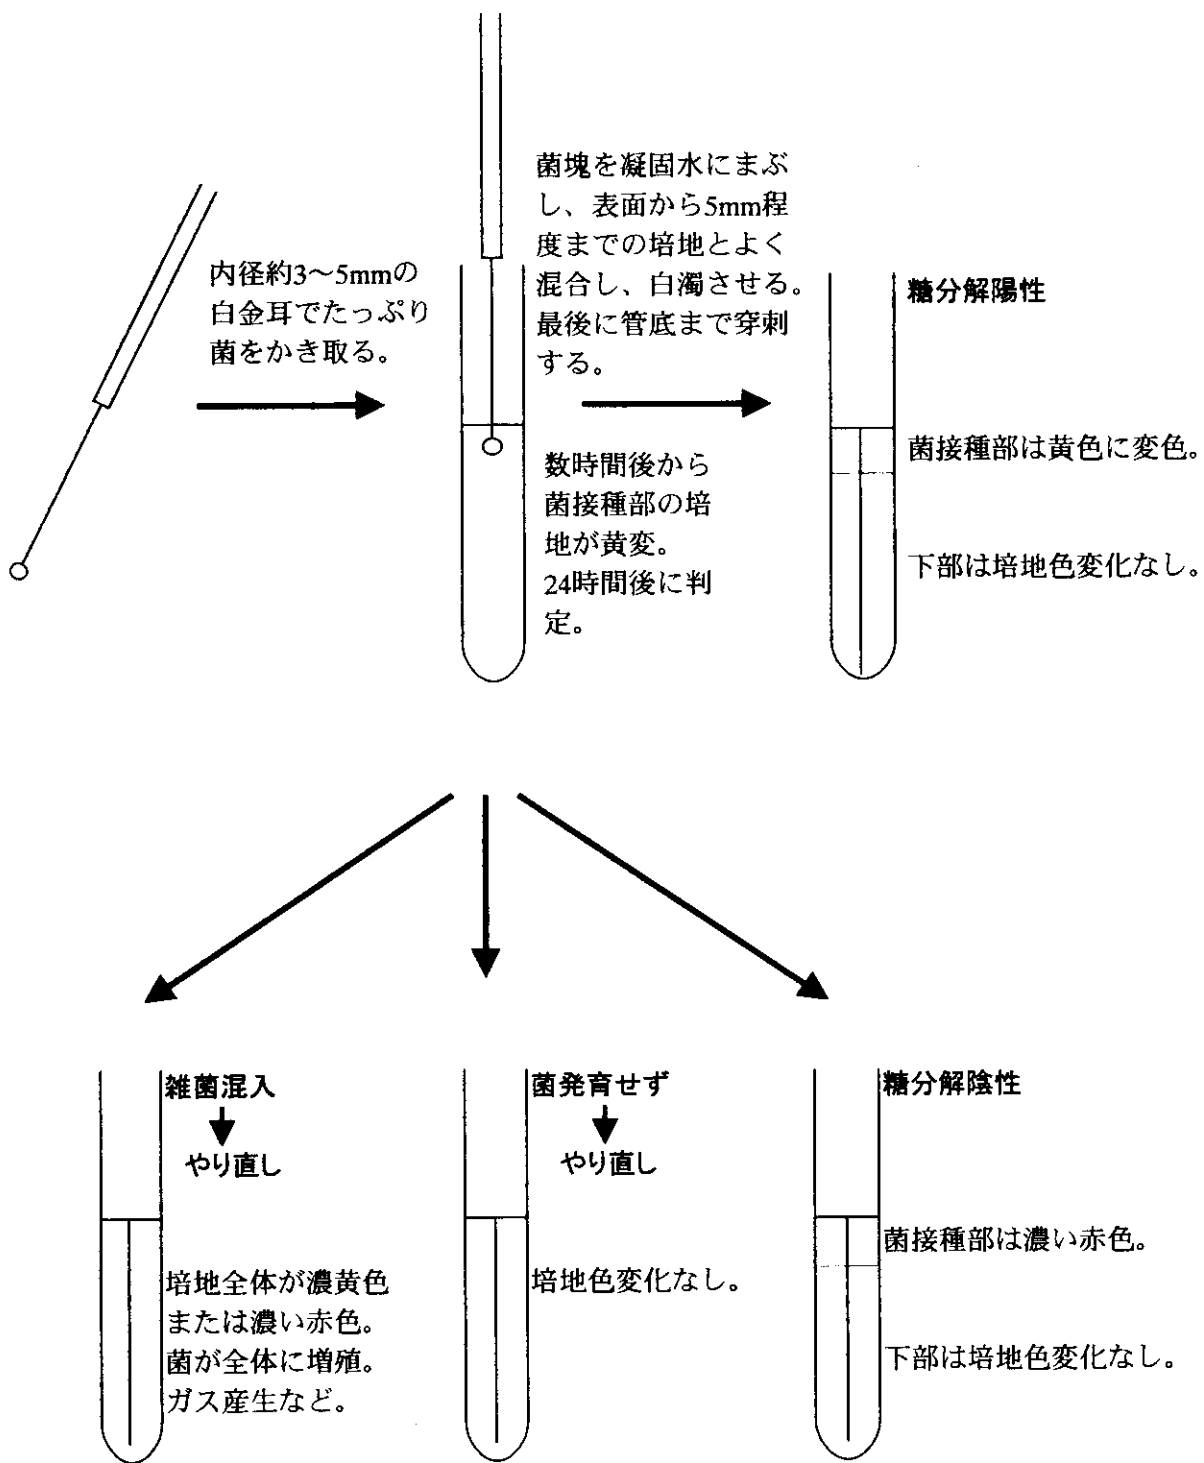 内径約3～5mmの
白金耳でたっぷり
菌をかき取る。
菌塊を凝固水にまぶ
し、表面から5mm程
度までの培地とよく
混合し、白濁させる。
最後に管底まで穿刺
する。
数時間後から
菌接種部の培
地が黄変。
24時間後に判
定。
糖分解陽性
菌接種部は黄色に変色。
下部は培地色変化なし。
雑菌混入
やり直し
培地全体が濃黄色
または濃い赤色。
菌が全体に増殖。
ガス産生など。
菌発育せず
やり直し
培地色変化なし。
糖分解陰性
菌接種部は濃い赤色。
下部は培地色変化なし。